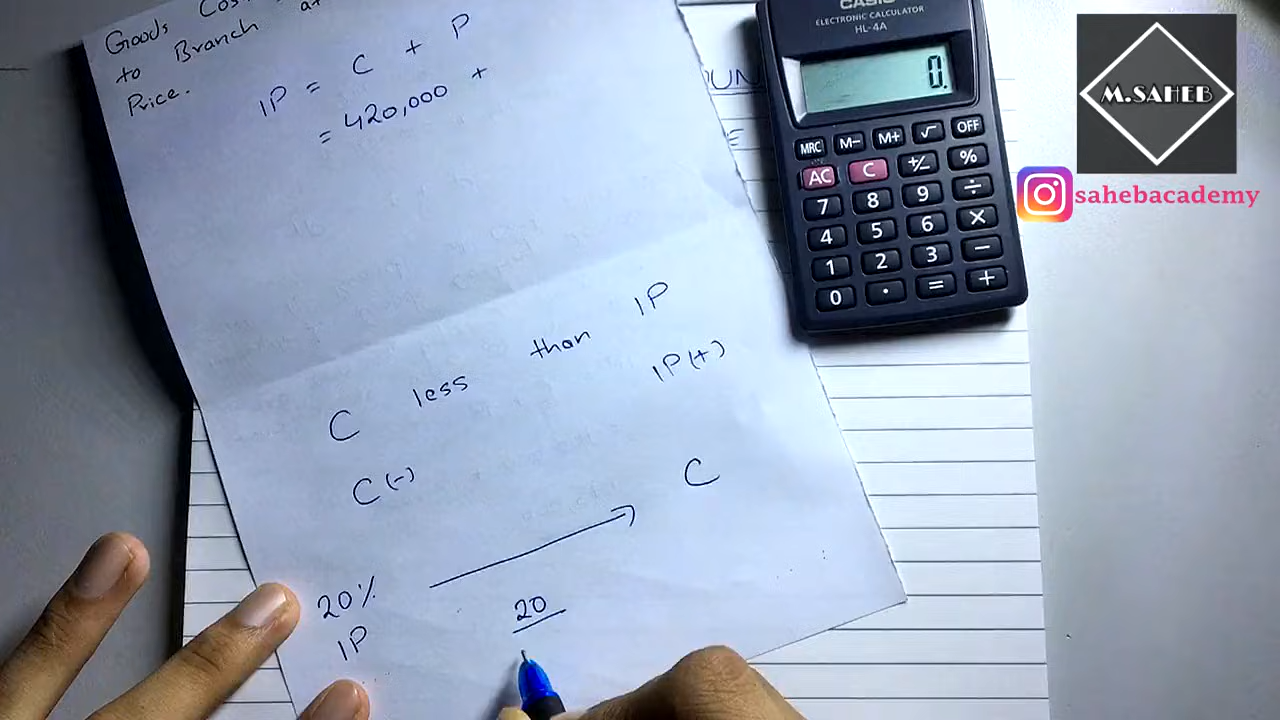 Goods Cos
to Branch at
Price.
IP = C + P
= 420,000 +
C less than IP
C(-) IP(+)
20% IP → C
20
CASIO
ELECTRONIC CALCULATOR
HL-4A
0.
MRC M- M+ √ OFF
AC C +/- %
7 8 9 ÷
4 5 6 ×
1 2 3 −
0 . = +
M.SAHEB
sahebacademy